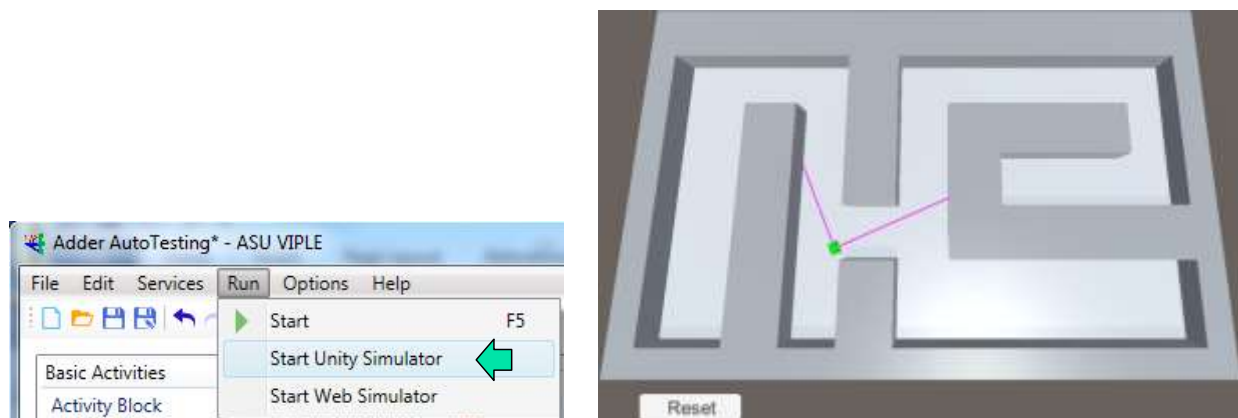 Adder AutoTesting* - ASU VIPLE
File Edit Services Run Options Help
Start F5
Start Unity Simulator
Basic Activities
Start Web Simulator
Activity Block
Reset